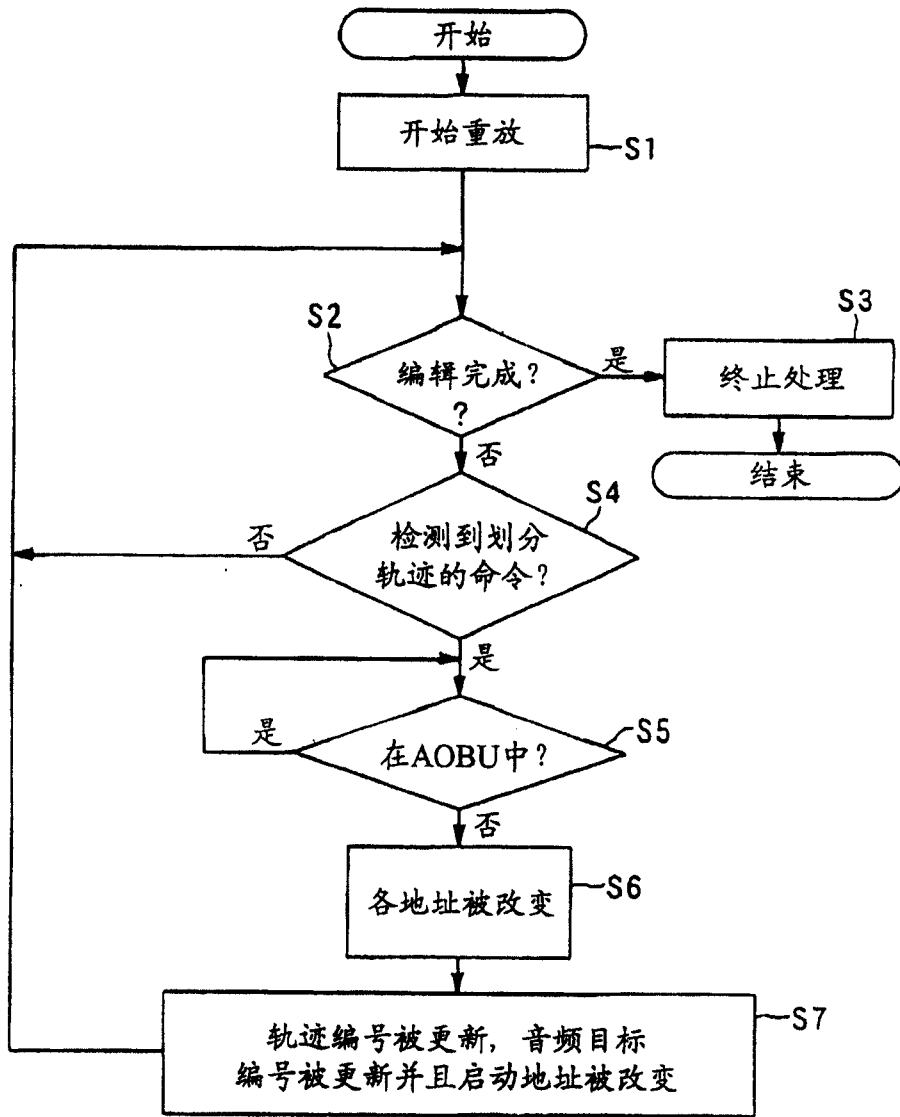 开始
开始重放
S1
S2
编辑完成?
?
是
S3
终止处理
结束
否
S4
检测到划分
轨迹的命令?
否
是
S5
在AOBU中?
是
否
各地址被改变
S6
轨迹编号被更新, 音频目标
编号被更新并且启动地址被改变
S7